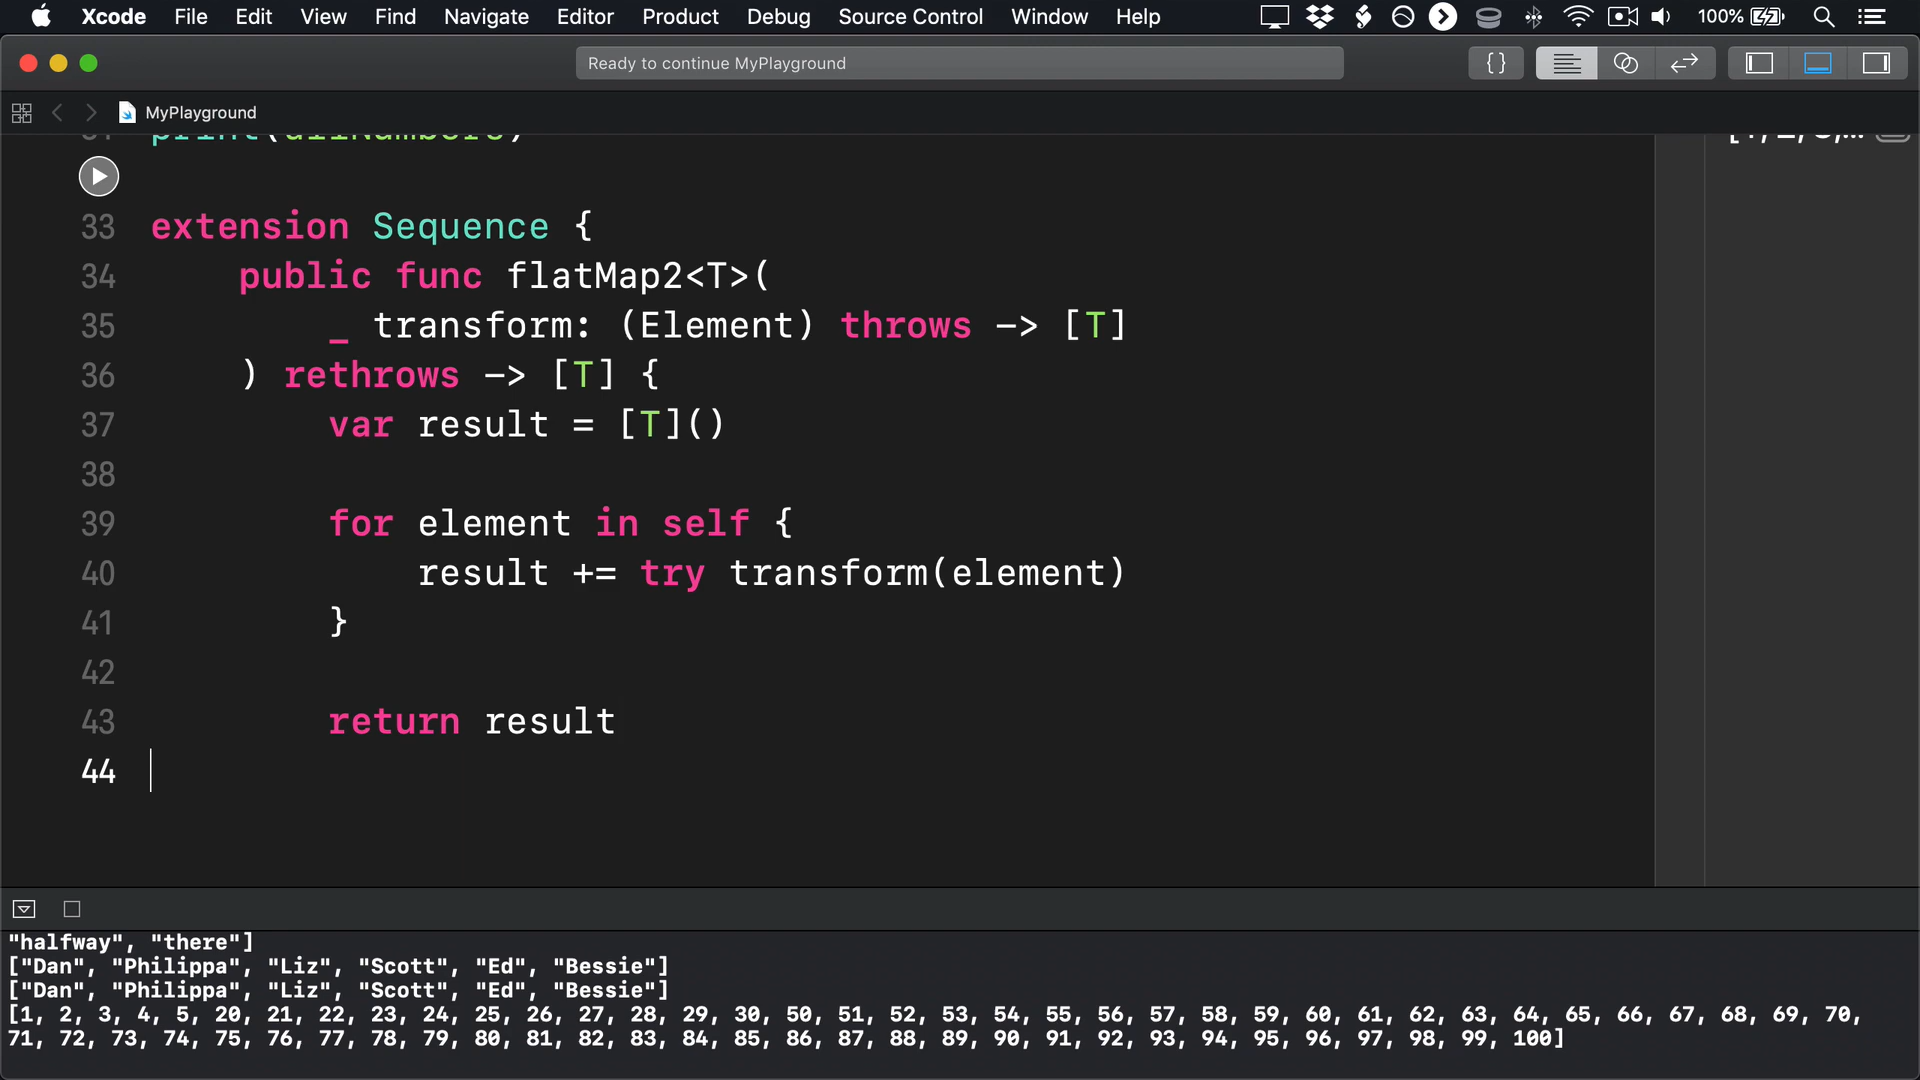 Xcode File Edit View Find Navigate Editor Product Debug Source Control Window Help 100%
Ready to continue MyPlayground {}
MyPlayground
print(allNumbers)
33 extension Sequence {
34 public func flatMap2<T>(
35 _ transform: (Element) throws -> [T]
36 ) rethrows -> [T] {
37 var result = [T]()
38
39 for element in self {
40 result += try transform(element)
41 }
42
43 return result
44
"halfway", "there"]
["Dan", "Philippa", "Liz", "Scott", "Ed", "Bessie"]
["Dan", "Philippa", "Liz", "Scott", "Ed", "Bessie"]
[1, 2, 3, 4, 5, 20, 21, 22, 23, 24, 25, 26, 27, 28, 29, 30, 50, 51, 52, 53, 54, 55, 56, 57, 58, 59, 60, 61, 62, 63, 64, 65, 66, 67, 68, 69, 70,
71, 72, 73, 74, 75, 76, 77, 78, 79, 80, 81, 82, 83, 84, 85, 86, 87, 88, 89, 90, 91, 92, 93, 94, 95, 96, 97, 98, 99, 100]